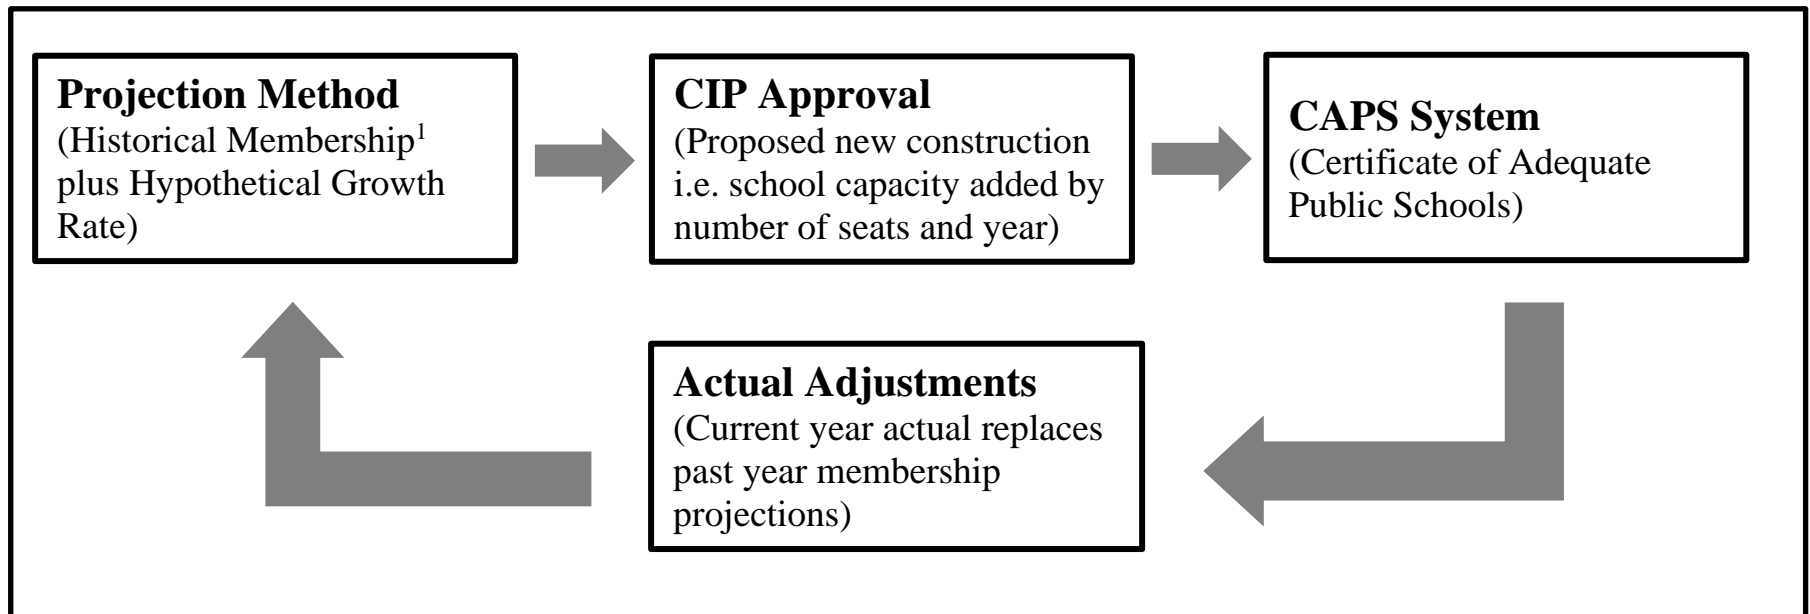 Projection Method
(Historical Membership¹
plus Hypothetical Growth
Rate)
CIP Approval
(Proposed new construction
i.e. school capacity added by
number of seats and year)
CAPS System
(Certificate of Adequate
Public Schools)
Actual Adjustments
(Current year actual replaces
past year membership
projections)